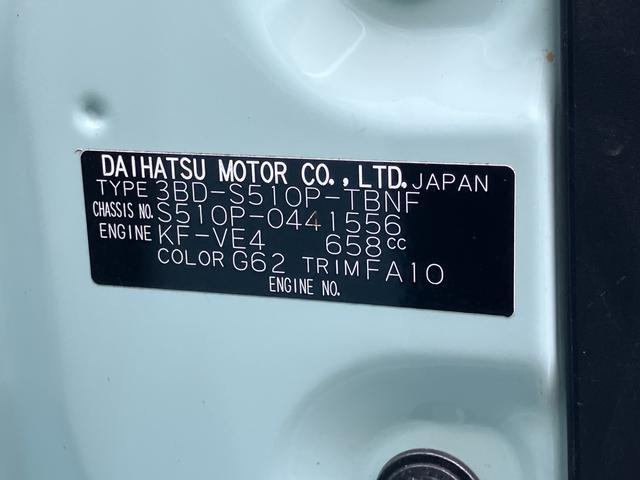 DAIHATSU MOTOR CO., LTD. JAPAN
TYPE 3BD-S510P-TBNF
CHASSIS NO. S510P-0441556
ENGINE KF-VE4 658cc
COLOR G62 TRIM FA10
ENGINE NO.